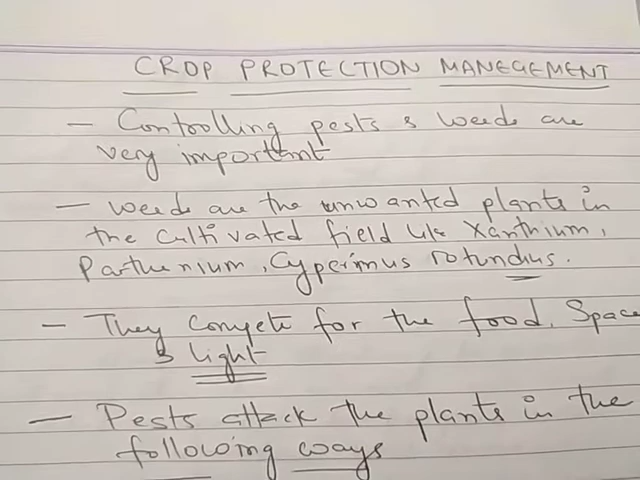 CROP PROTECTION MANEGEMENT
- Controlling pests & weeds are
very important
- weeds are the unwanted plants in
the cultivated field like Xanthium,
Parthenium, Cyperinus rotundus.
- They compete for the food, Space
& light
- Pests attack the plants in the
following ways